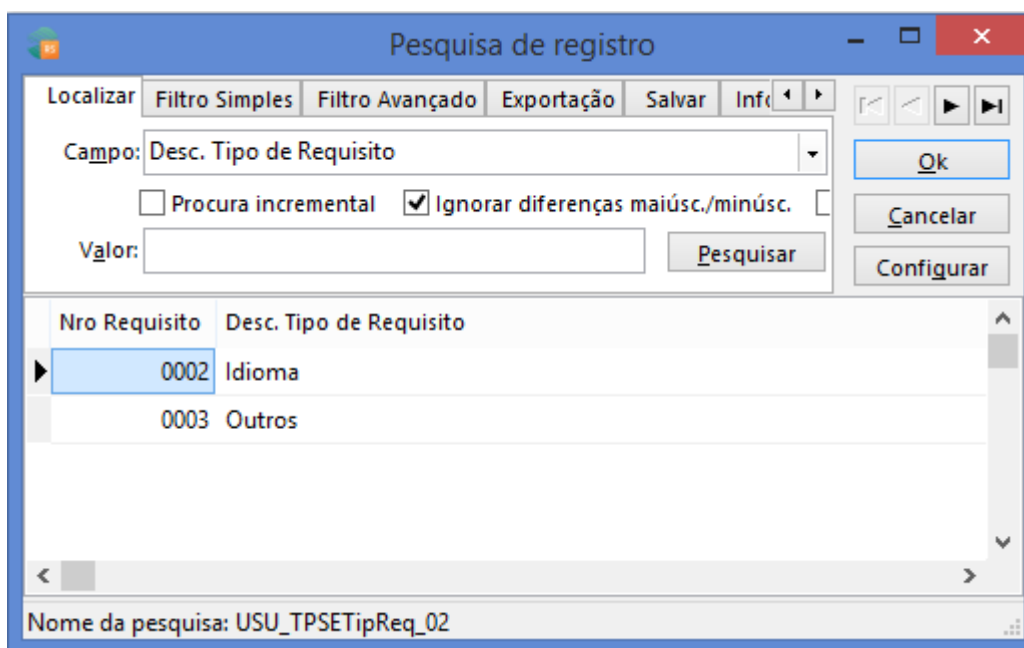 RS
Pesquisa de registro
Localizar Filtro Simples Filtro Avançado Exportação Salvar Info
Campo: Desc. Tipo de Requisito
Ok
Procura incremental Ignorar diferenças maiúsc./minúsc.
Cancelar
Valor: Pesquisar
Configurar
Nro Requisito Desc. Tipo de Requisito
0002 Idioma
0003 Outros
Nome da pesquisa: USU_TPSETipReq_02